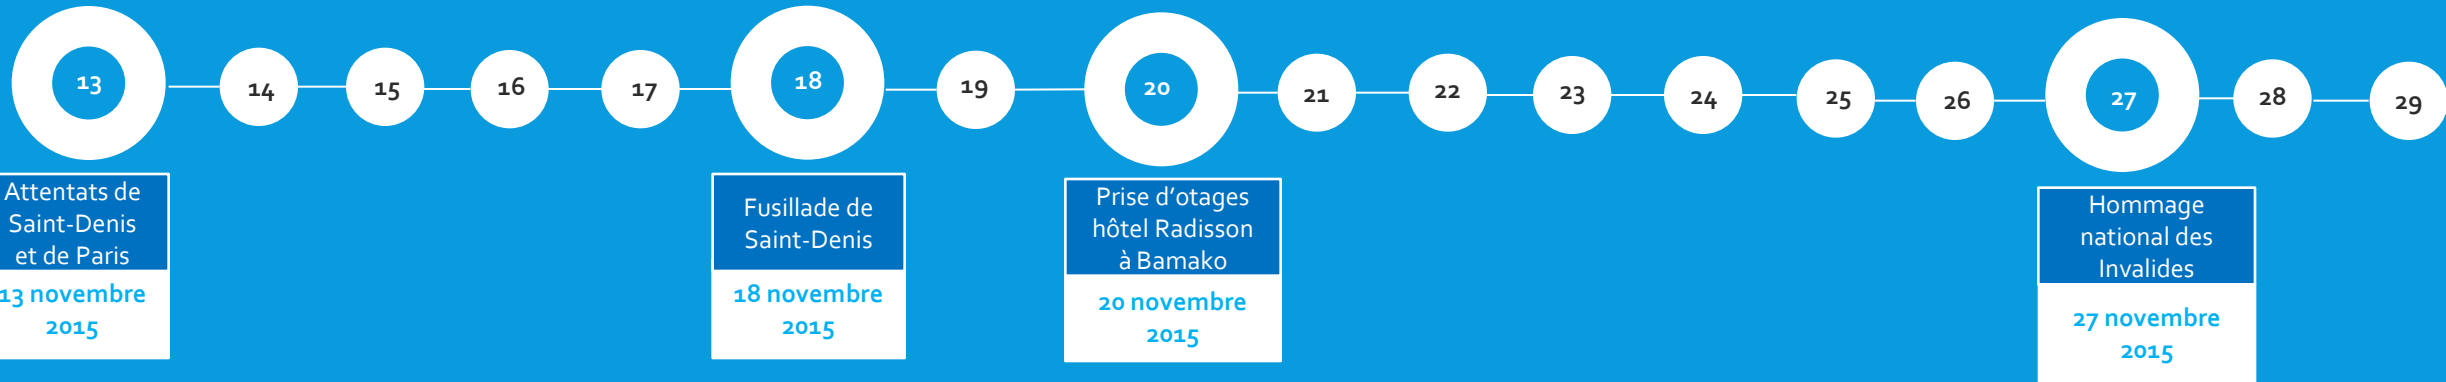 13 14 15 16 17 18 19 20 21 22 23 24 25 26 27 28 29
Attentats de
Saint-Denis
et de Paris
13 novembre
2015
Fusillade de
Saint-Denis
18 novembre
2015
Prise d’otages
hôtel Radisson
à Bamako
20 novembre
2015
Hommage
national des
Invalides
27 novembre
2015